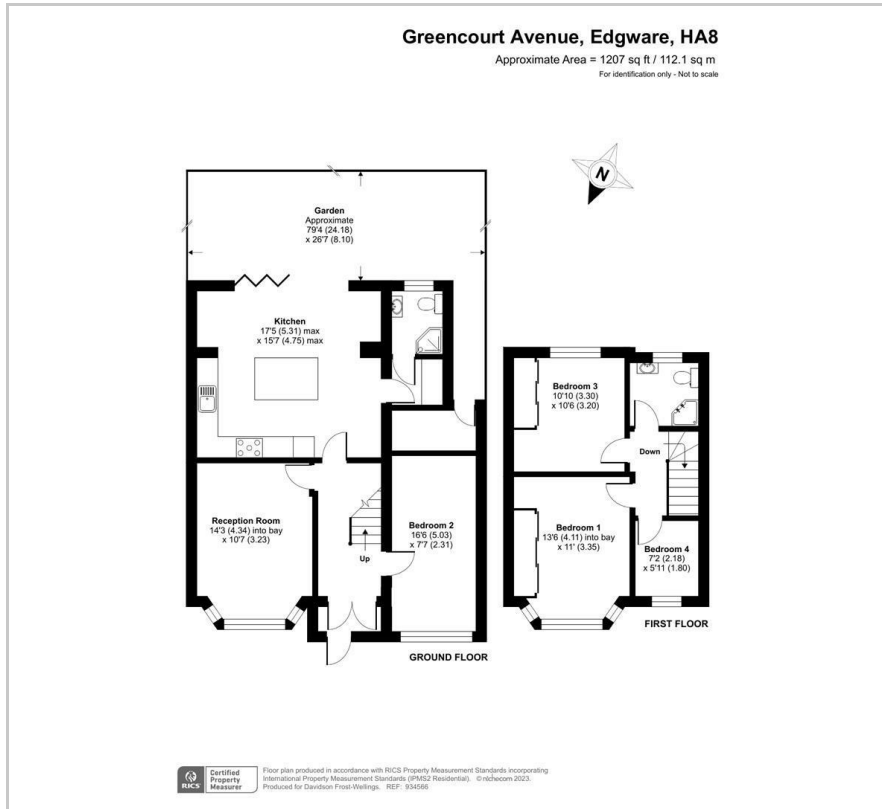 Greencourt Avenue, Edgware, HA8
Approximate Area = 1207 sq ft / 112.1 sq m
For identification only - Not to scale
N
Garden
Approximate
79'4 (24.18)
x 26'7 (8.10)
Kitchen
17'5 (5.31) max
x 15'7 (4.75) max
Reception Room
14'3 (4.34) into bay
x 10'7 (3.23)
Up
Bedroom 2
16'6 (5.03)
x 7'7 (2.31)
GROUND FLOOR
Bedroom 3
10'10 (3.30)
x 10'6 (3.20)
Down
Bedroom 1
13'6 (4.11) into bay
x 11' (3.35)
Bedroom 4
7'2 (2.18)
x 5'11 (1.80)
FIRST FLOOR
RICS
Certified
Property
Measurer
Floor plan produced in accordance with RICS Property Measurement Standards incorporating
International Property Measurement Standards (IPMS2 Residential). © nichecom 2023.
Produced for Davidson Frost-Wellings. REF: 934566